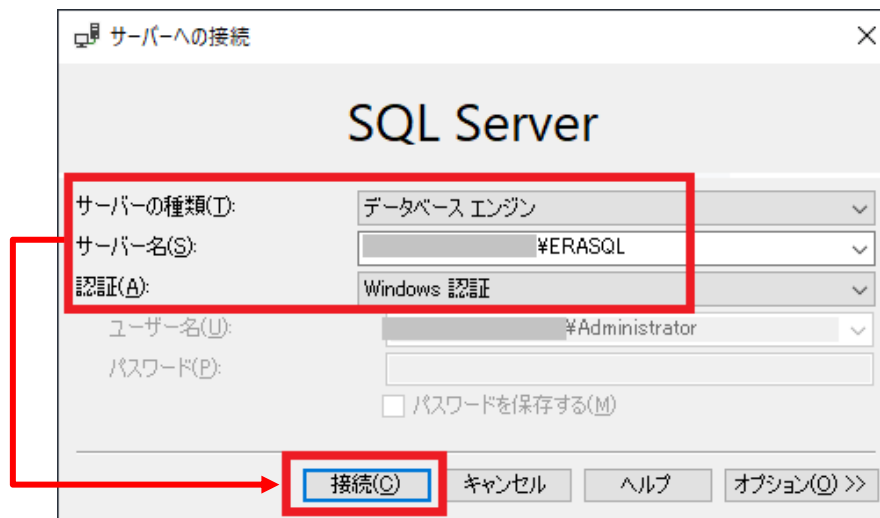 サーバーへの接続
SQL Server
サーバーの種類(T): データベース エンジン
サーバー名(S): ¥ERASQL
認証(A): Windows 認証
ユーザー名(U): ¥Administrator
パスワード(P):
パスワードを保存する(M)
接続(C) キャンセル ヘルプ オプション(O) >>